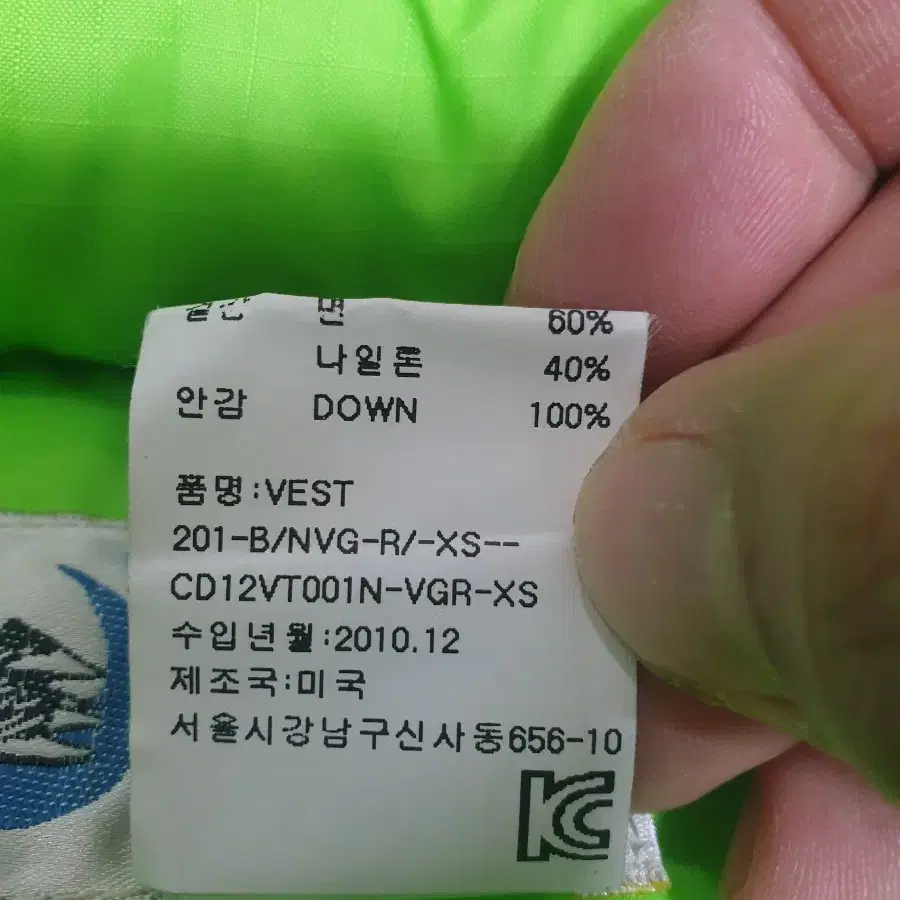 면 60%
나일론 40%
안감 DOWN 100%
품명:VEST
201-B/NVG-R/-XS--
CD12VT001N-VGR-XS
수입년월:2010.12
제조국:미국
서울시강남구신사동656-10
KC